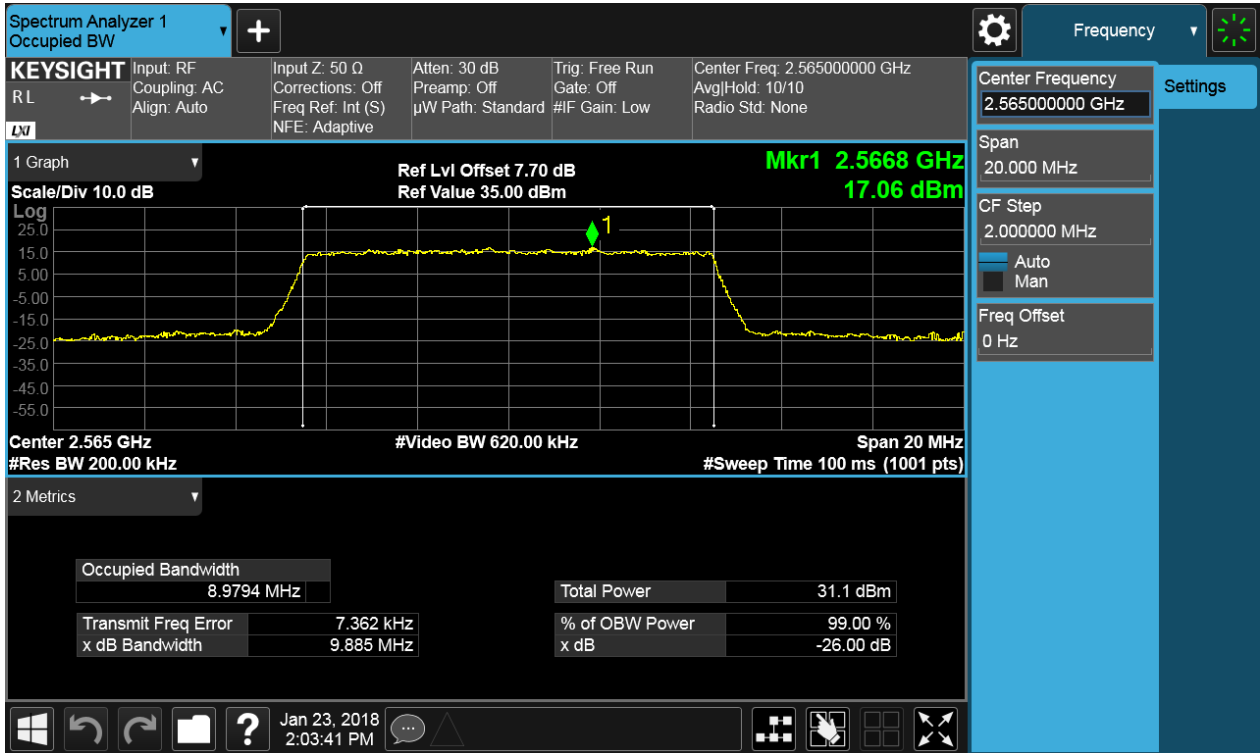 Spectrum Analyzer 1
Occupied BW
+
Frequency
KEYSIGHT
RL
LXI
Input: RF
Coupling: AC
Align: Auto
Input Z: 50 Ω
Corrections: Off
Freq Ref: Int (S)
NFE: Adaptive
Atten: 30 dB
Preamp: Off
µW Path: Standard
Trig: Free Run
Gate: Off
#IF Gain: Low
Center Freq: 2.565000000 GHz
Avg|Hold: 10/10
Radio Std: None
Center Frequency
2.565000000 GHz
Settings
Span
20.000 MHz
CF Step
2.000000 MHz
Auto
Man
Freq Offset
0 Hz
1 Graph
Scale/Div 10.0 dB
Ref Lvl Offset 7.70 dB
Ref Value 35.00 dBm
Mkr1 2.5668 GHz
17.06 dBm
Log
25.0
15.0
5.00
-5.00
-15.0
-25.0
-35.0
-45.0
-55.0
1
Center 2.565 GHz
#Video BW 620.00 kHz
Span 20 MHz
#Res BW 200.00 kHz
#Sweep Time 100 ms (1001 pts)
2 Metrics
Occupied Bandwidth
8.9794 MHz
Total Power 31.1 dBm
Transmit Freq Error 7.362 kHz
% of OBW Power 99.00 %
x dB Bandwidth 9.885 MHz
x dB -26.00 dB
?
Jan 23, 2018
2:03:41 PM